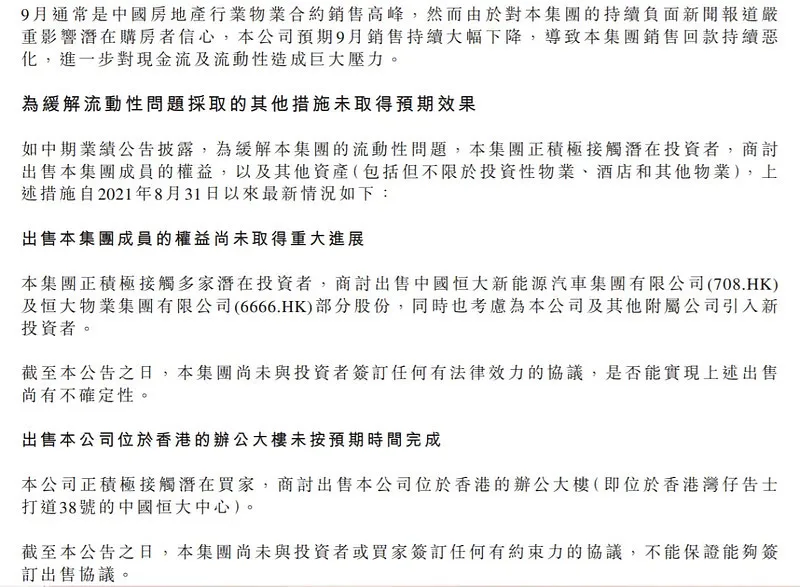 9月通常是中國房地產行業物業合約銷售高峰，然而由於對本集團的持續負面新聞報道嚴
重影響潛在購房者信心，本公司預期9月銷售持續大幅下降，導致本集團銷售回款持續惡
化，進一步對現金流及流動性造成巨大壓力。
為緩解流動性問題採取的其他措施未取得預期效果
如中期業績公告披露，為緩解本集團的流動性問題，本集團正積極接觸潛在投資者，商討
出售本集團成員的權益，以及其他資產(包括但不限於投資性物業、酒店和其他物業)，上
述措施自2021年8月31日以來最新情況如下：
出售本集團成員的權益尚未取得重大進展
本集團正積極接觸多家潛在投資者，商討出售中國恒大新能源汽車集團有限公司(708.HK)
及恒大物業集團有限公司(6666.HK)部分股份，同時也考慮為本公司及其他附屬公司引入新
投資者。
截至本公告之日，本集團尚未與投資者簽訂任何有法律效力的協議，是否能實現上述出售
尚有不確定性。
出售本公司位於香港的辦公大樓未按預期時間完成
本公司正積極接觸潛在買家，商討出售本公司位於香港的辦公大樓(即位於香港灣仔告士
打道38號的中國恒大中心)。
截至本公告之日，本集團尚未與投資者或買家簽訂任何有約束力的協議，不能保證能夠簽
訂出售協議。